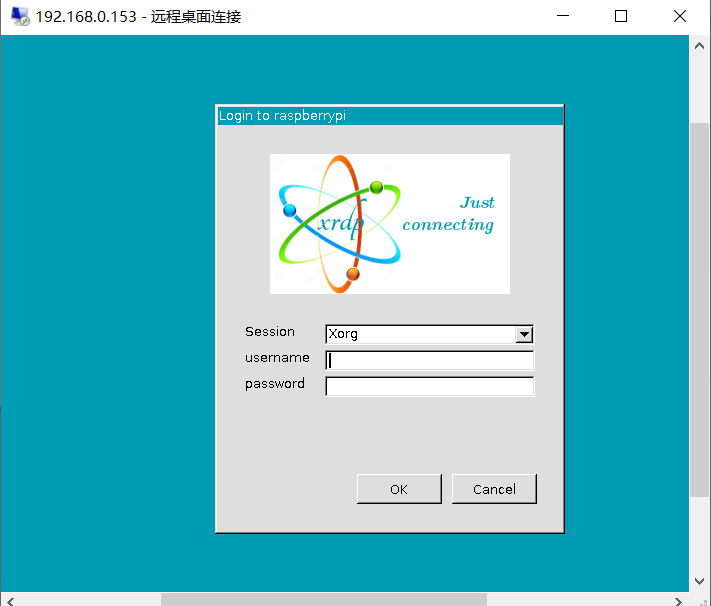 192.168.0.153 - 远程桌面连接
Login to raspberrypi
xrdp
Just
connecting
Session
Xorg
username
password
OK
Cancel